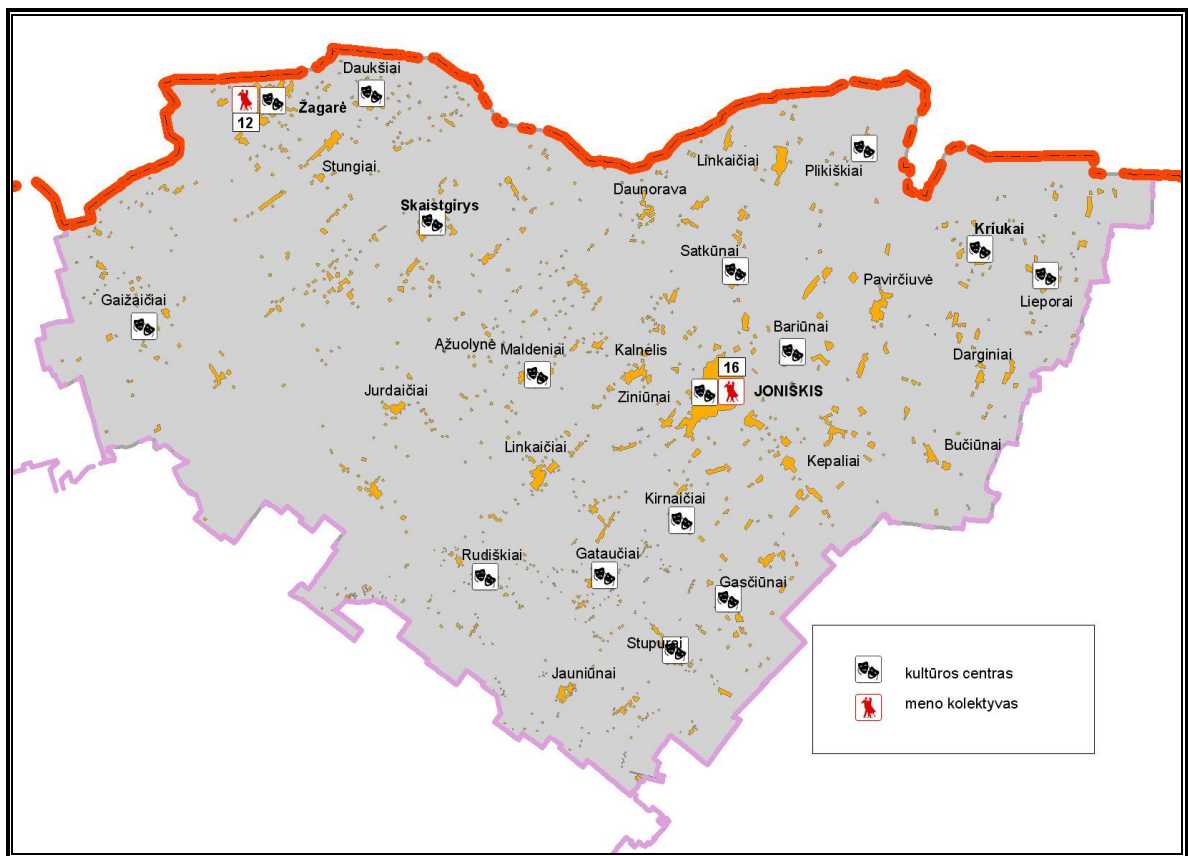 Daukšiai
Žagarė
12
Stungiai
Linkaičiai
Plikiškiai
Daunorava
Skaistgirys
Kriukai
Satkūnai
Pavirčiuvė
Lieporai
Gaižaičiai
Bariūnai
Ąžuolynė
Maldeniai
Kalnelis
Darginiai
16
Jurdaičiai
Ziniūnai
JONIŠKIS
Linkaičiai
Bučiūnai
Kepaliai
Kirnaičiai
Rudiškiai
Gataučiai
Gasčiūnai
Stupurai
Jauniūnai
kultūros centras
meno kolektyvas